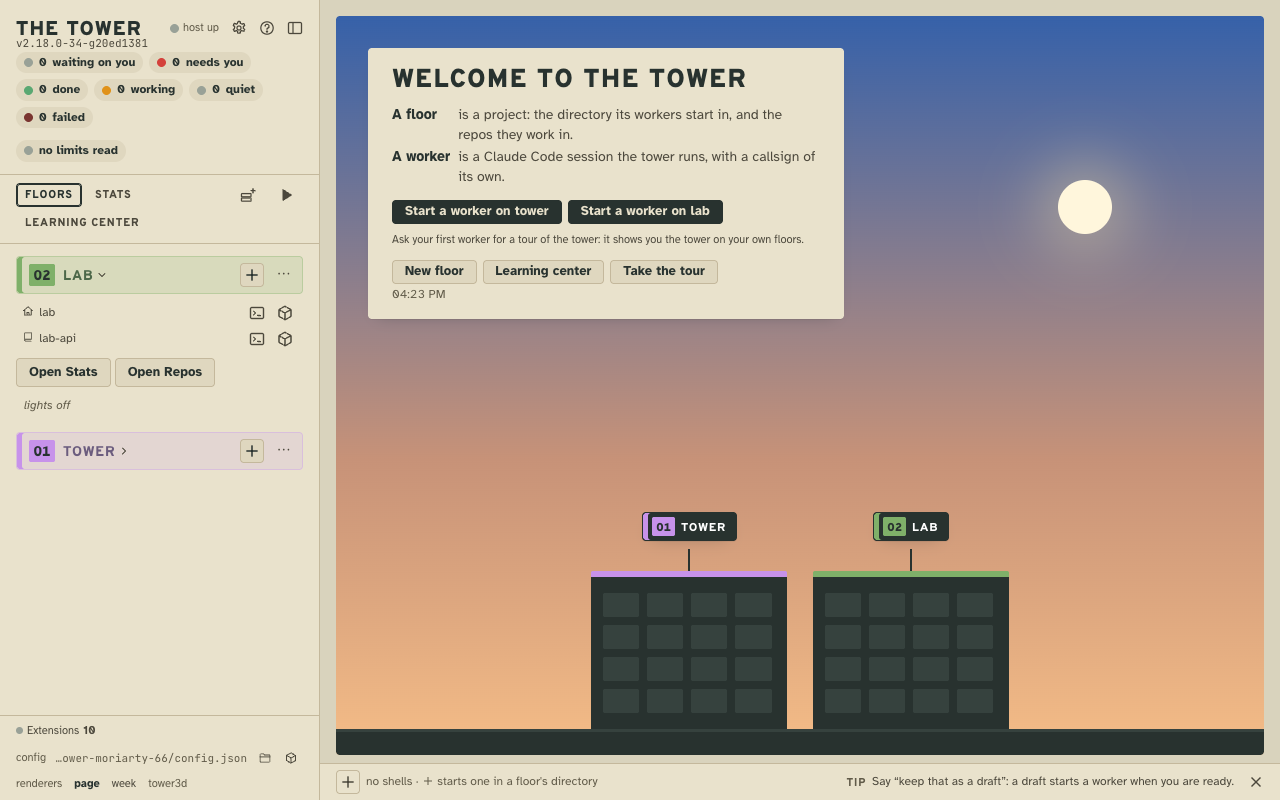 THE TOWER
host up
v2.18.0-34-g20ed1381
0 waiting on you
0 needs you
0 done
0 working
0 quiet
0 failed
no limits read
FLOORS
STATS
LEARNING CENTER
02 LAB
lab
lab-api
Open Stats
Open Repos
lights off
01 TOWER
Extensions 10
config …ower-moriarty-66/config.json
renderers page week tower3d
WELCOME TO THE TOWER
A floor is a project: the directory its workers start in, and the
repos they work in.
A worker is a Claude Code session the tower runs, with a callsign of
its own.
Start a worker on tower
Start a worker on lab
Ask your first worker for a tour of the tower: it shows you the tower on your own floors.
New floor
Learning center
Take the tour
04:23 PM
01 TOWER
02 LAB
no shells · + starts one in a floor's directory
TIP Say “keep that as a draft”: a draft starts a worker when you are ready.